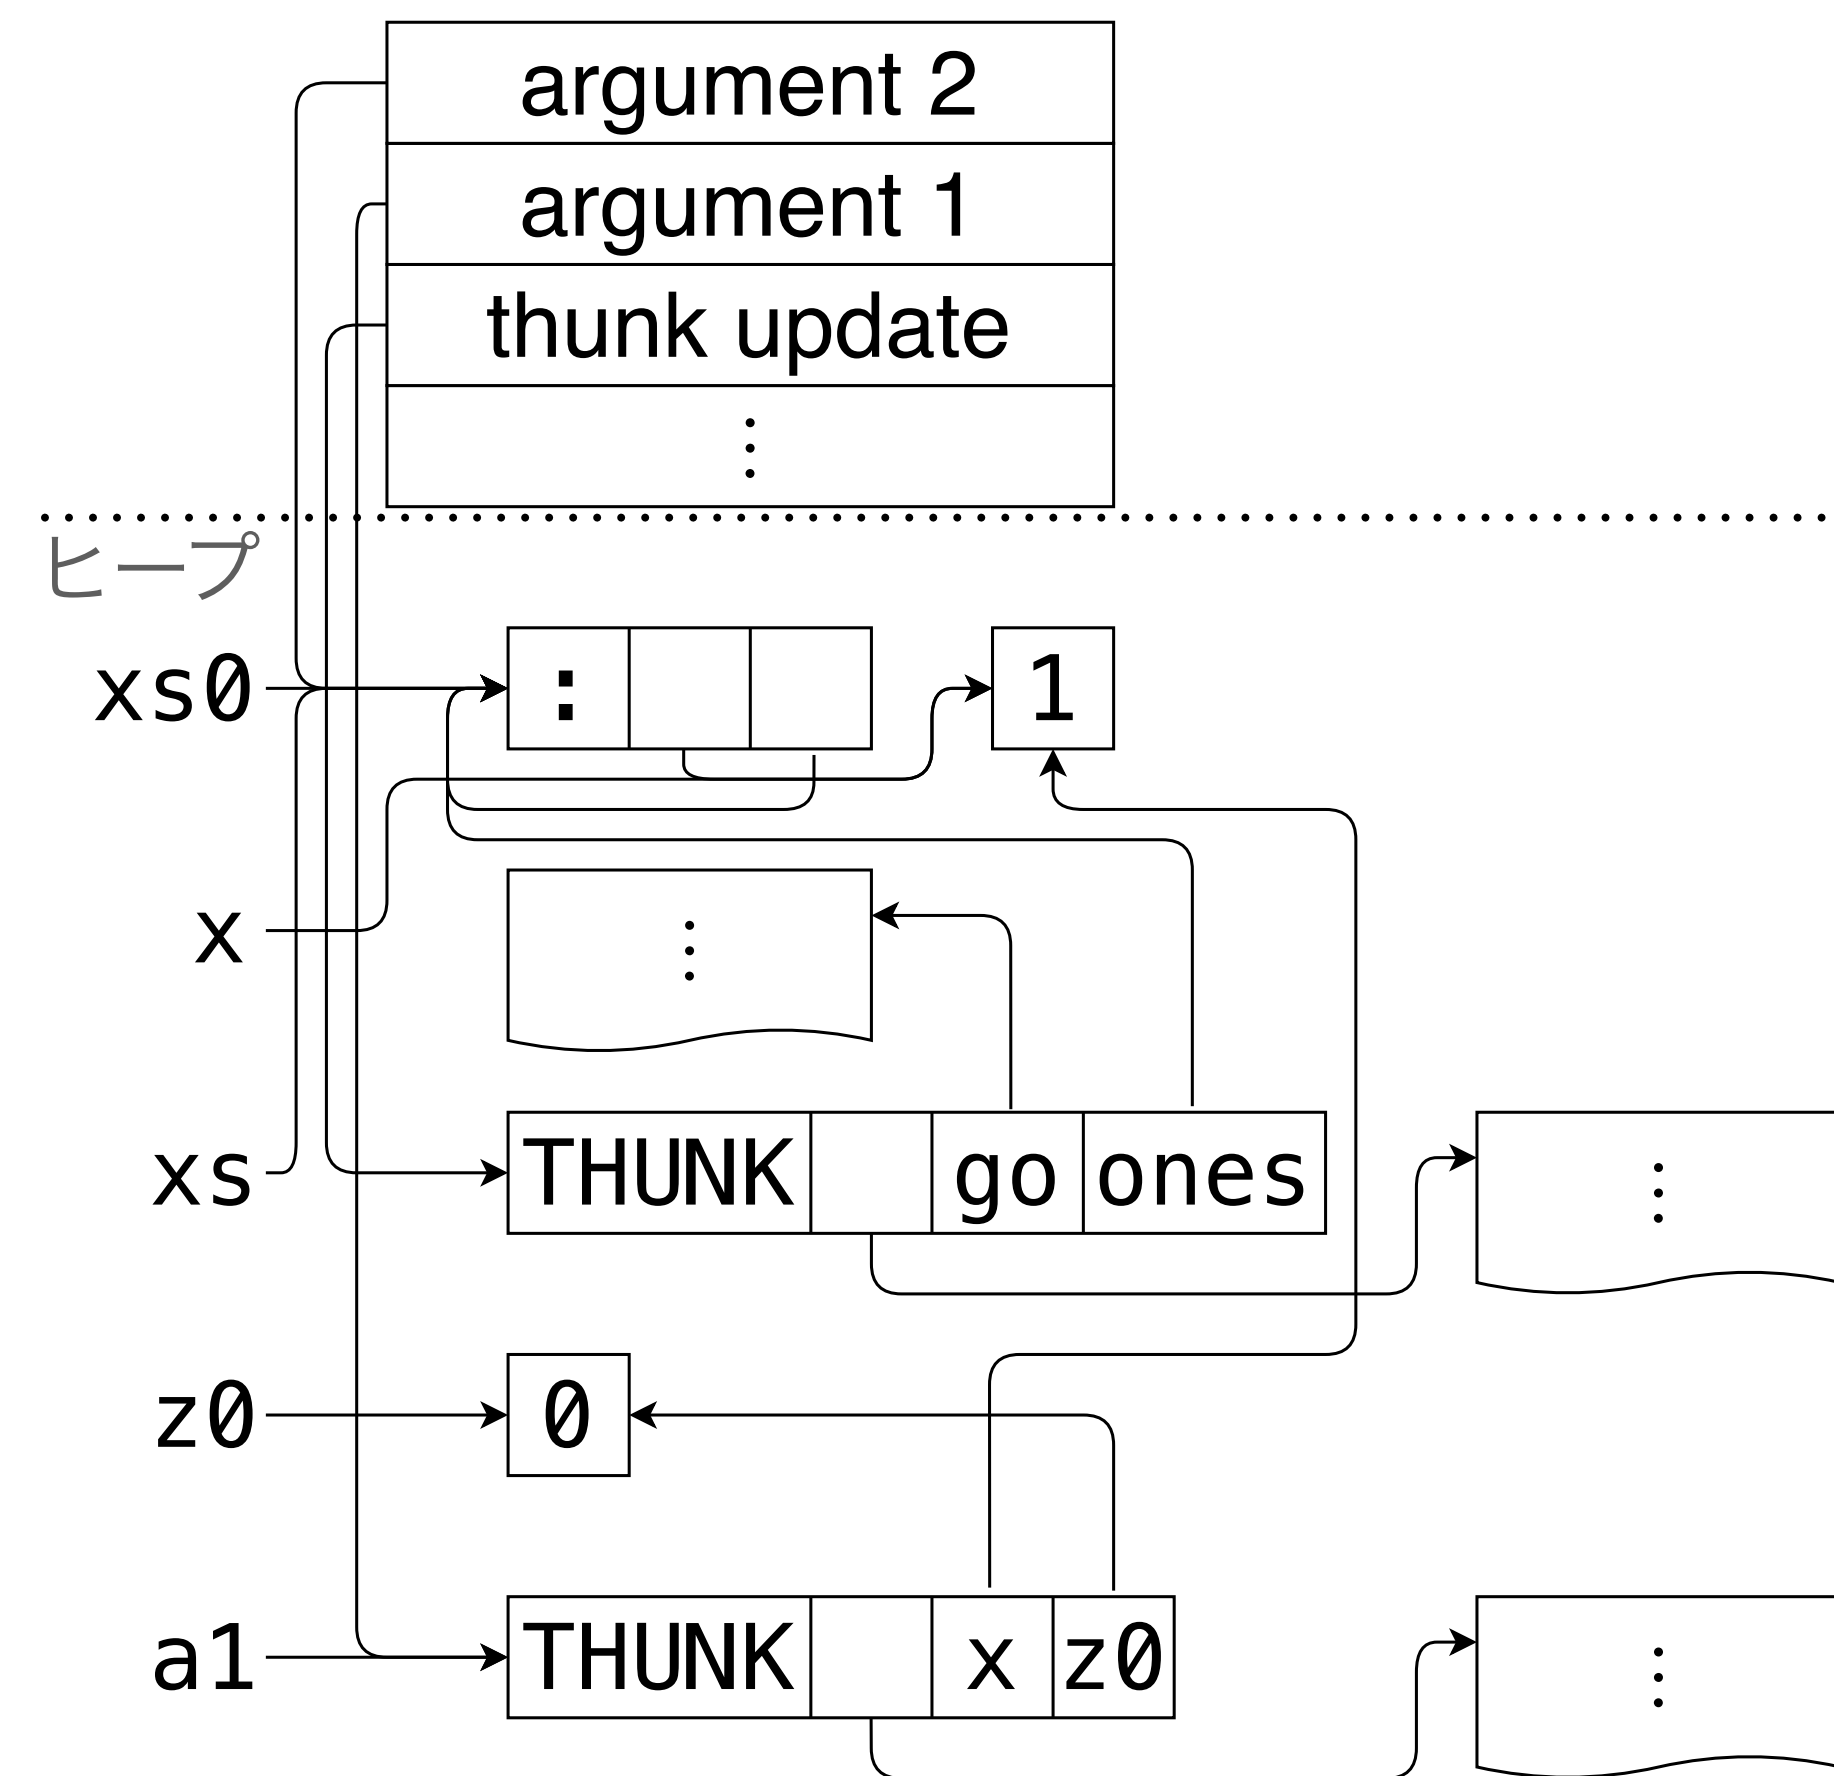 argument 2
argument 1
thunk update
⋮
ヒープ
xs0 : 1
x ⋮
xs THUNK go ones ⋮
z0 0
a1 THUNK x z0 ⋮